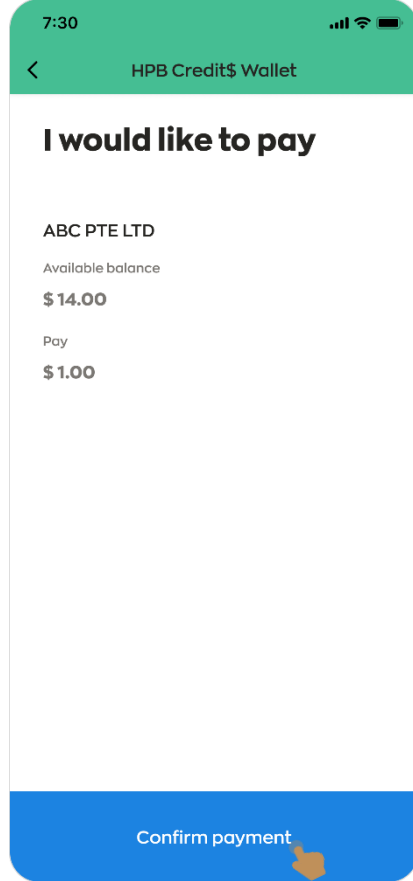 7:30
HPB Credit$ Wallet
I would like to pay
ABC PTE LTD
Available balance
$ 14.00
Pay
$ 1.00
Confirm payment